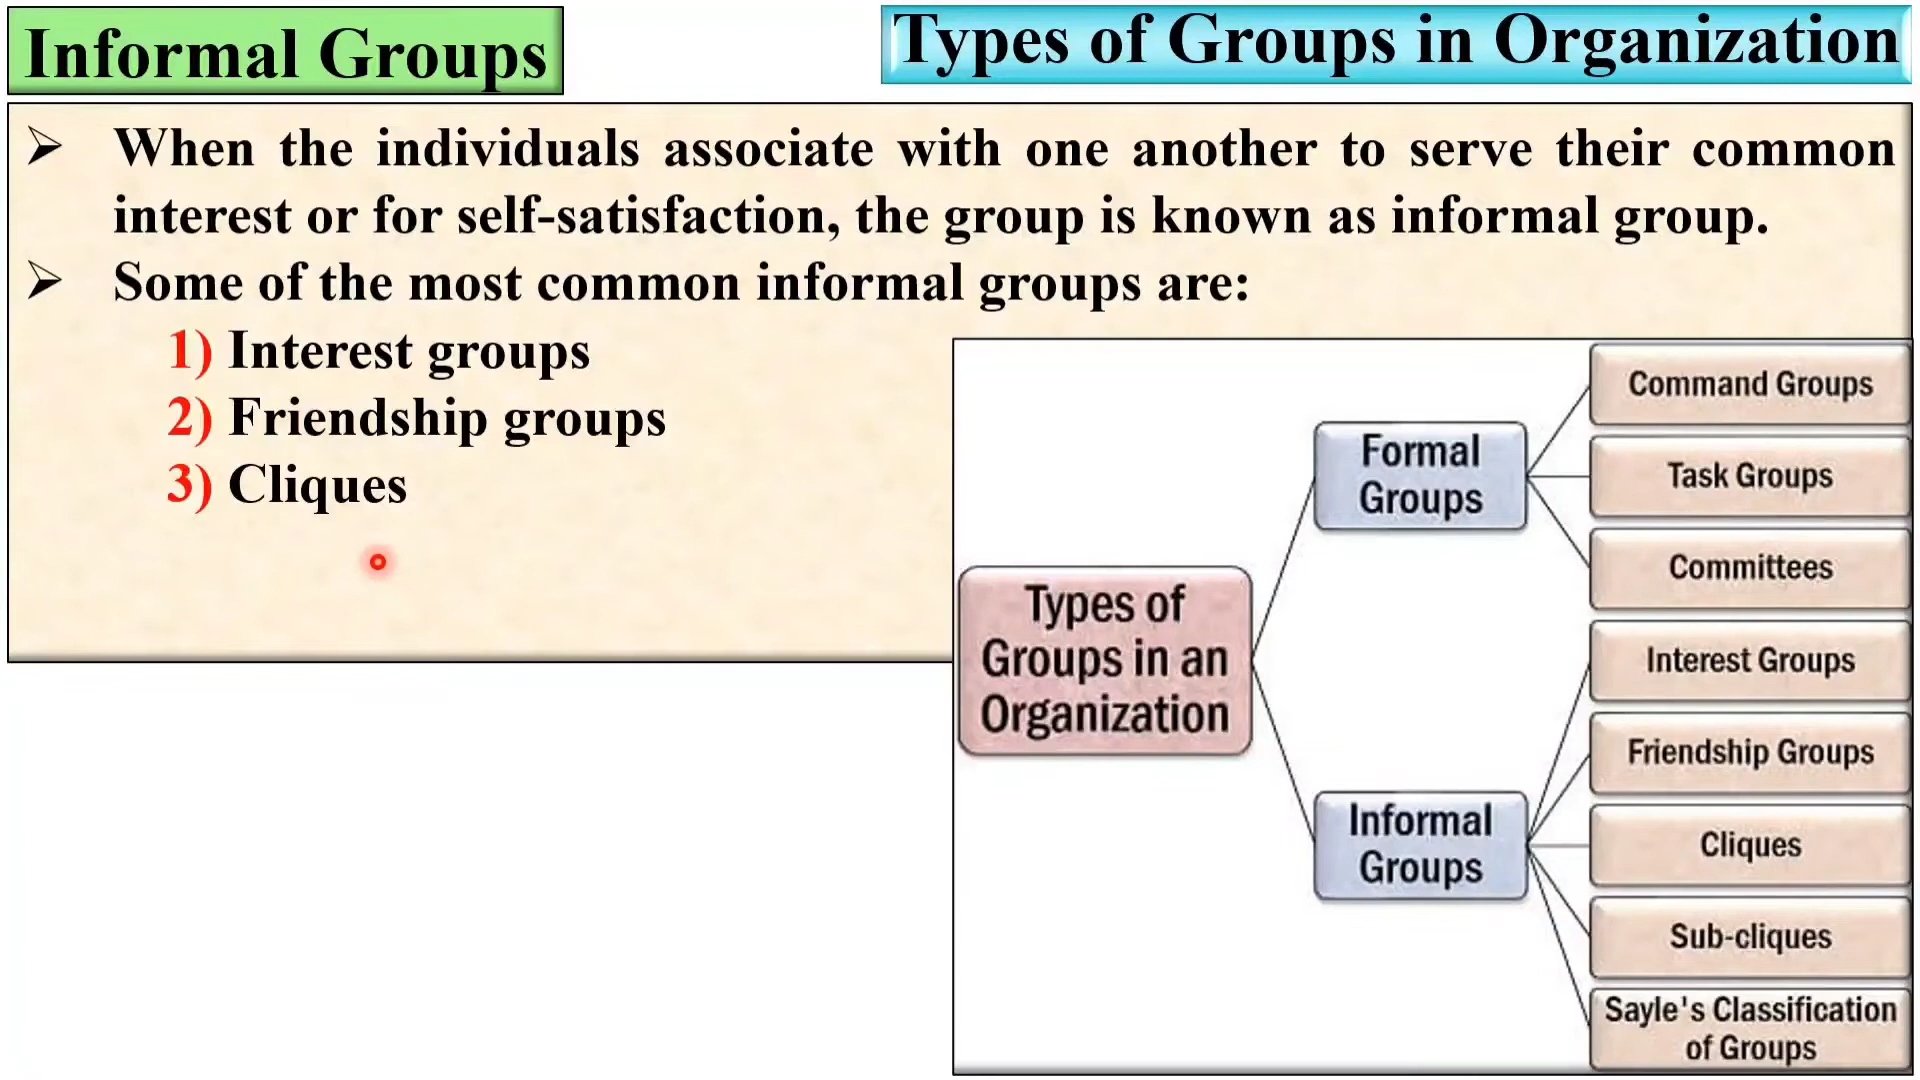 Informal Groups
Types of Groups in Organization
➢ When the individuals associate with one another to serve their common
interest or for self-satisfaction, the group is known as informal group.
➢ Some of the most common informal groups are:
1) Interest groups
2) Friendship groups
3) Cliques
Types of
Groups in an
Organization
Formal
Groups
Command Groups
Task Groups
Committees
Informal
Groups
Interest Groups
Friendship Groups
Cliques
Sub-cliques
Sayle's Classification
of Groups